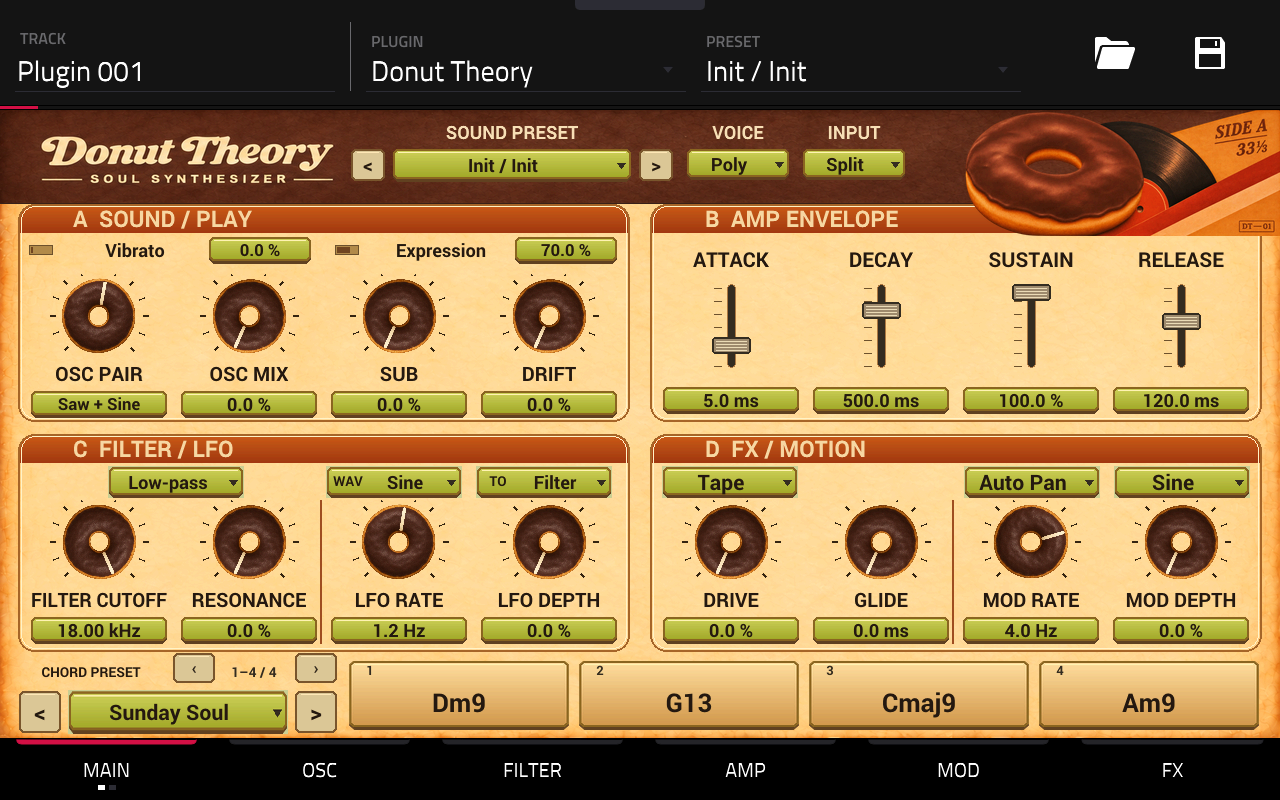 TRACK
Plugin 001
PLUGIN
Donut Theory
PRESET
Init / Init
Donut Theory
SOUL SYNTHESIZER
SOUND PRESET
< Init / Init >
VOICE
Poly
INPUT
Split
SIDE A
33⅓
DT—01
A SOUND / PLAY
Vibrato 0.0 % Expression 70.0 %
OSC PAIR OSC MIX SUB DRIFT
Saw + Sine 0.0 % 0.0 % 0.0 %
B AMP ENVELOPE
ATTACK DECAY SUSTAIN RELEASE
5.0 ms 500.0 ms 100.0 % 120.0 ms
C FILTER / LFO
Low-pass WAV Sine TO Filter
FILTER CUTOFF RESONANCE LFO RATE LFO DEPTH
18.00 kHz 0.0 % 1.2 Hz 0.0 %
D FX / MOTION
Tape Auto Pan Sine
DRIVE GLIDE MOD RATE MOD DEPTH
0.0 % 0.0 ms 4.0 Hz 0.0 %
CHORD PRESET ‹ 1–4 / 4 ›
< Sunday Soul >
1 Dm9
2 G13
3 Cmaj9
4 Am9
MAIN OSC FILTER AMP MOD FX